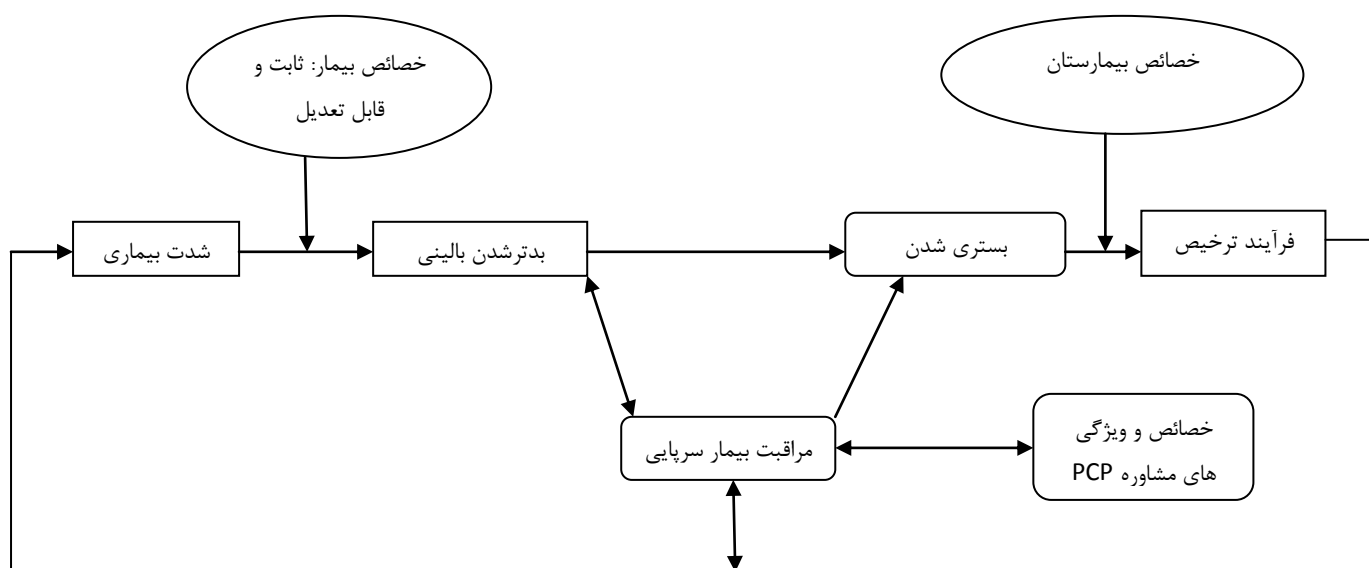 خصائص بیمار: ثابت و
قابل تعدیل
خصائص بیمارستان
شدت بیماری
بدترشدن بالینی
بستری شدن
فرآیند ترخیص
مراقبت بیمار سرپایی
خصائص و ویژگی
های مشاوره PCP